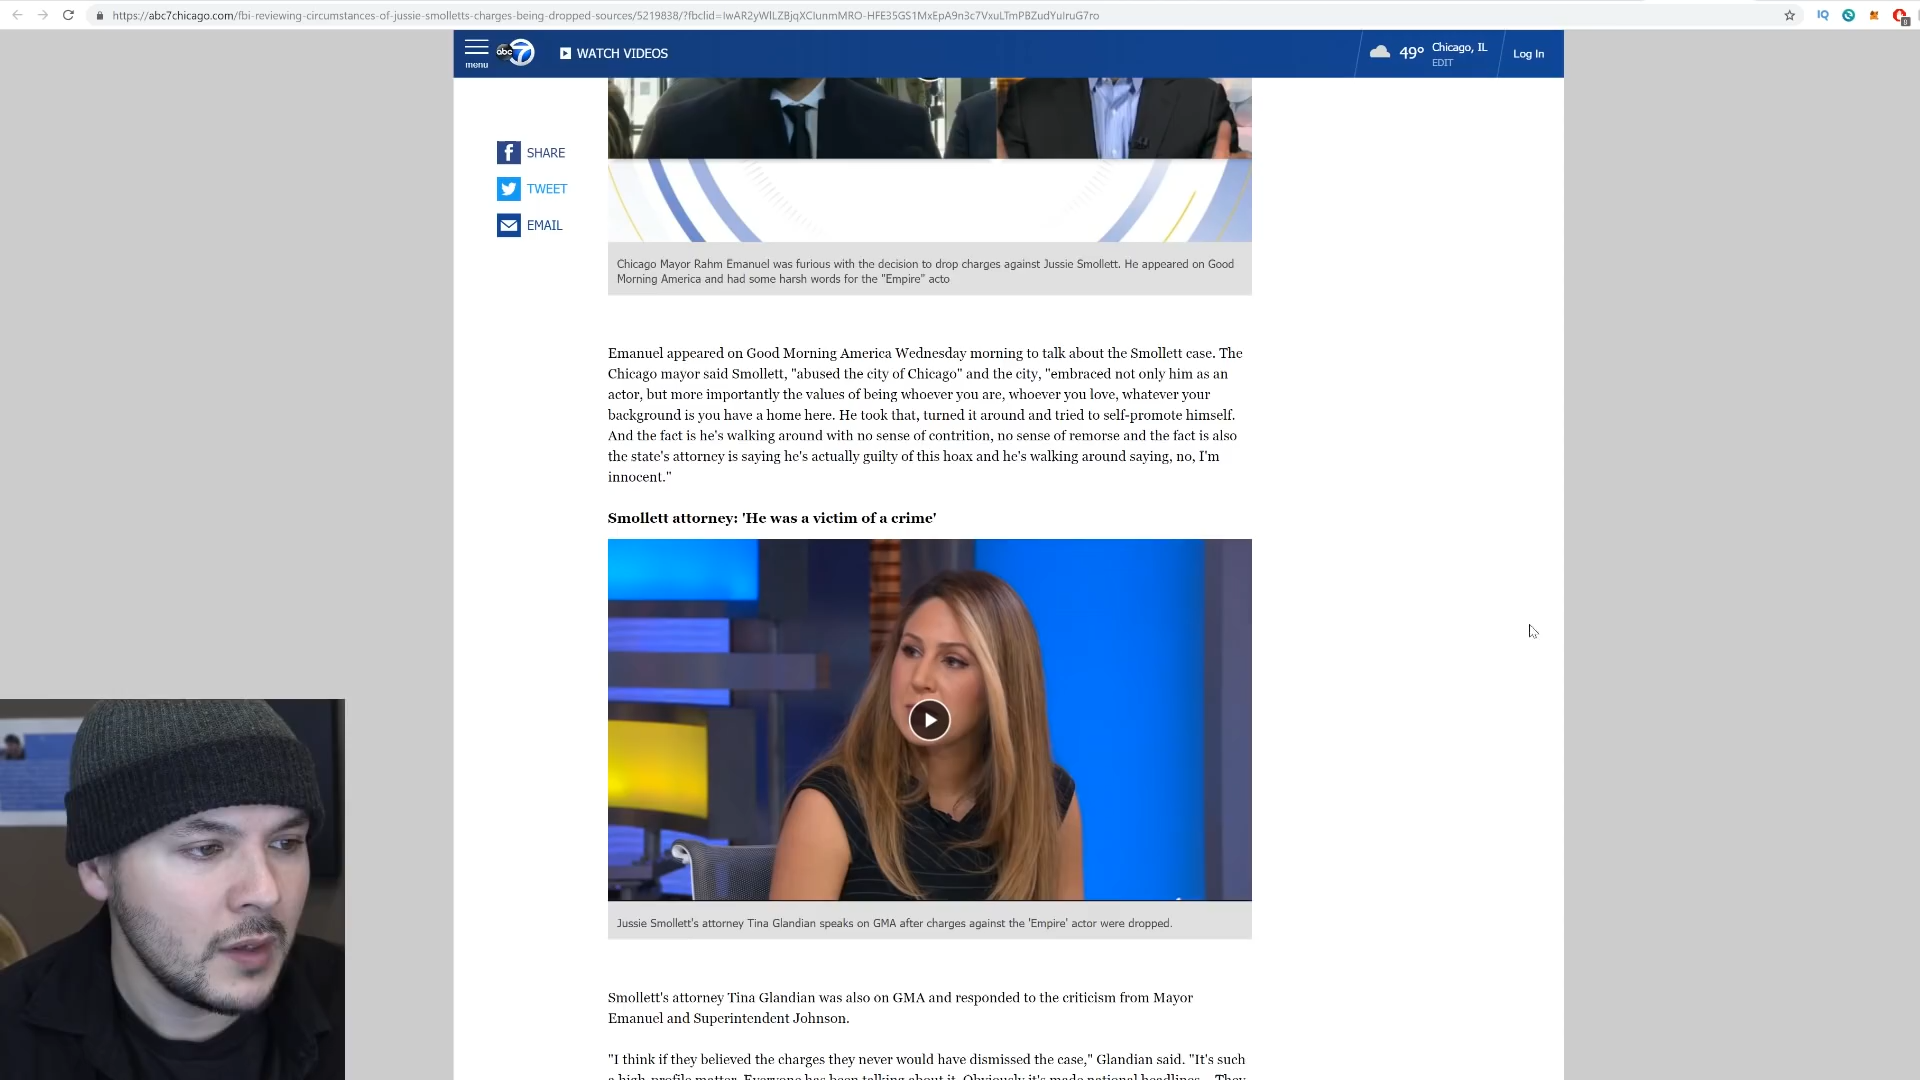 https://abc7chicago.com/fbi-reviewing-circumstances-of-jussie-smolletts-charges-being-dropped-sources/5219838/?fbclid=IwAR2yWlLZBjqXCIunmMRO-HFE35GS1MxEpA9n3c7VxuLTmPBZudYuIruG7ro
IQ
menu
abc 7
WATCH VIDEOS
49°
Chicago, IL
EDIT
Log In
SHARE
TWEET
EMAIL
Chicago Mayor Rahm Emanuel was furious with the decision to drop charges against Jussie Smollett. He appeared on Good
Morning America and had some harsh words for the "Empire" acto
Emanuel appeared on Good Morning America Wednesday morning to talk about the Smollett case. The
Chicago mayor said Smollett, "abused the city of Chicago" and the city, "embraced not only him as an
actor, but more importantly the values of being whoever you are, whoever you love, whatever your
background is you have a home here. He took that, turned it around and tried to self-promote himself.
And the fact is he's walking around with no sense of contrition, no sense of remorse and the fact is also
the state's attorney is saying he's actually guilty of this hoax and he's walking around saying, no, I'm
innocent."
Smollett attorney: 'He was a victim of a crime'
Jussie Smollett's attorney Tina Glandian speaks on GMA after charges against the 'Empire' actor were dropped.
Smollett's attorney Tina Glandian was also on GMA and responded to the criticism from Mayor
Emanuel and Superintendent Johnson.
"I think if they believed the charges they never would have dismissed the case," Glandian said. "It's such
a high-profile matter. Everyone has been talking about it. Obviously it's made national headlines... They